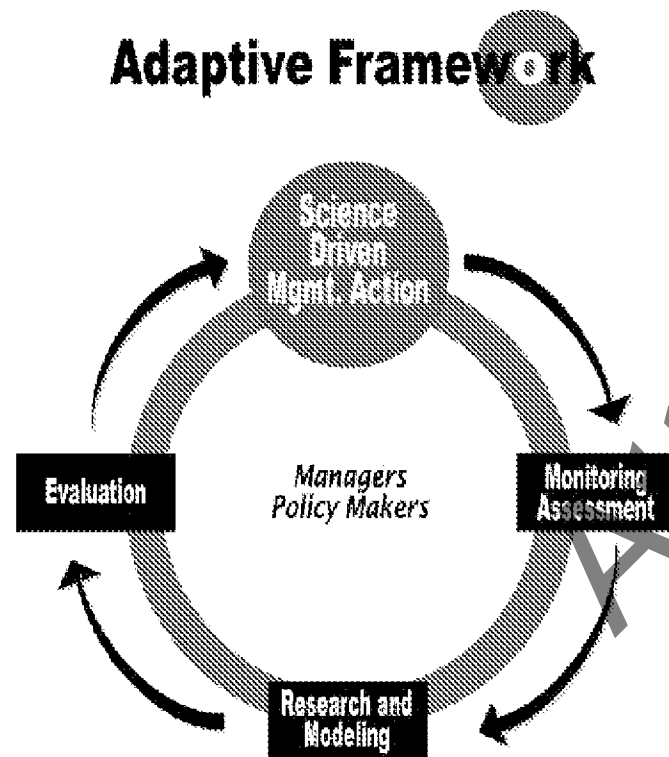 Adaptive Framework
Science
Driven
Mgmt. Action
Evaluation
Managers
Policy Makers
Monitoring
Assessment
Research and
Modeling